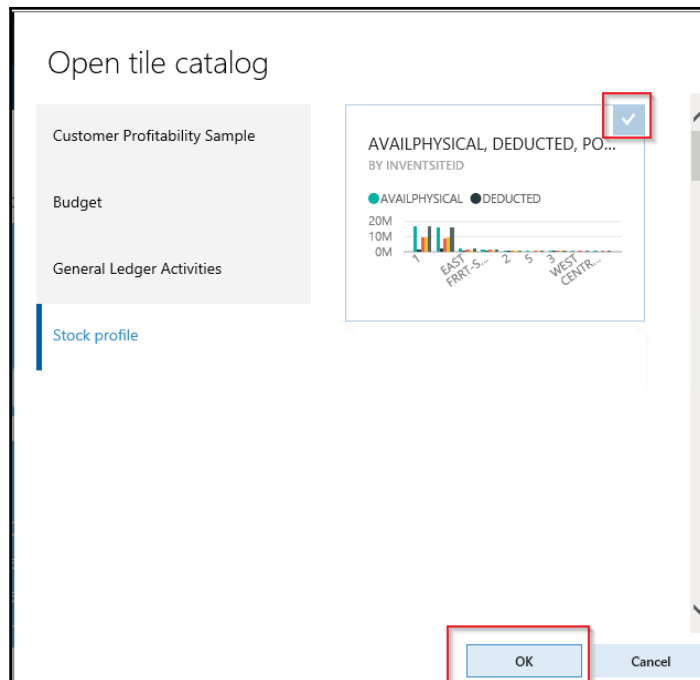 Open tile catalog
Customer Profitability Sample
Budget
General Ledger Activities
Stock profile
AVAILPHYSICAL, DEDUCTED, PO...
BY INVENTSITEID
AVAILPHYSICAL DEDUCTED
20M
10M
0M
1
EAST
FRRT-S...
2
5
3
WEST
CENTR...
OK
Cancel